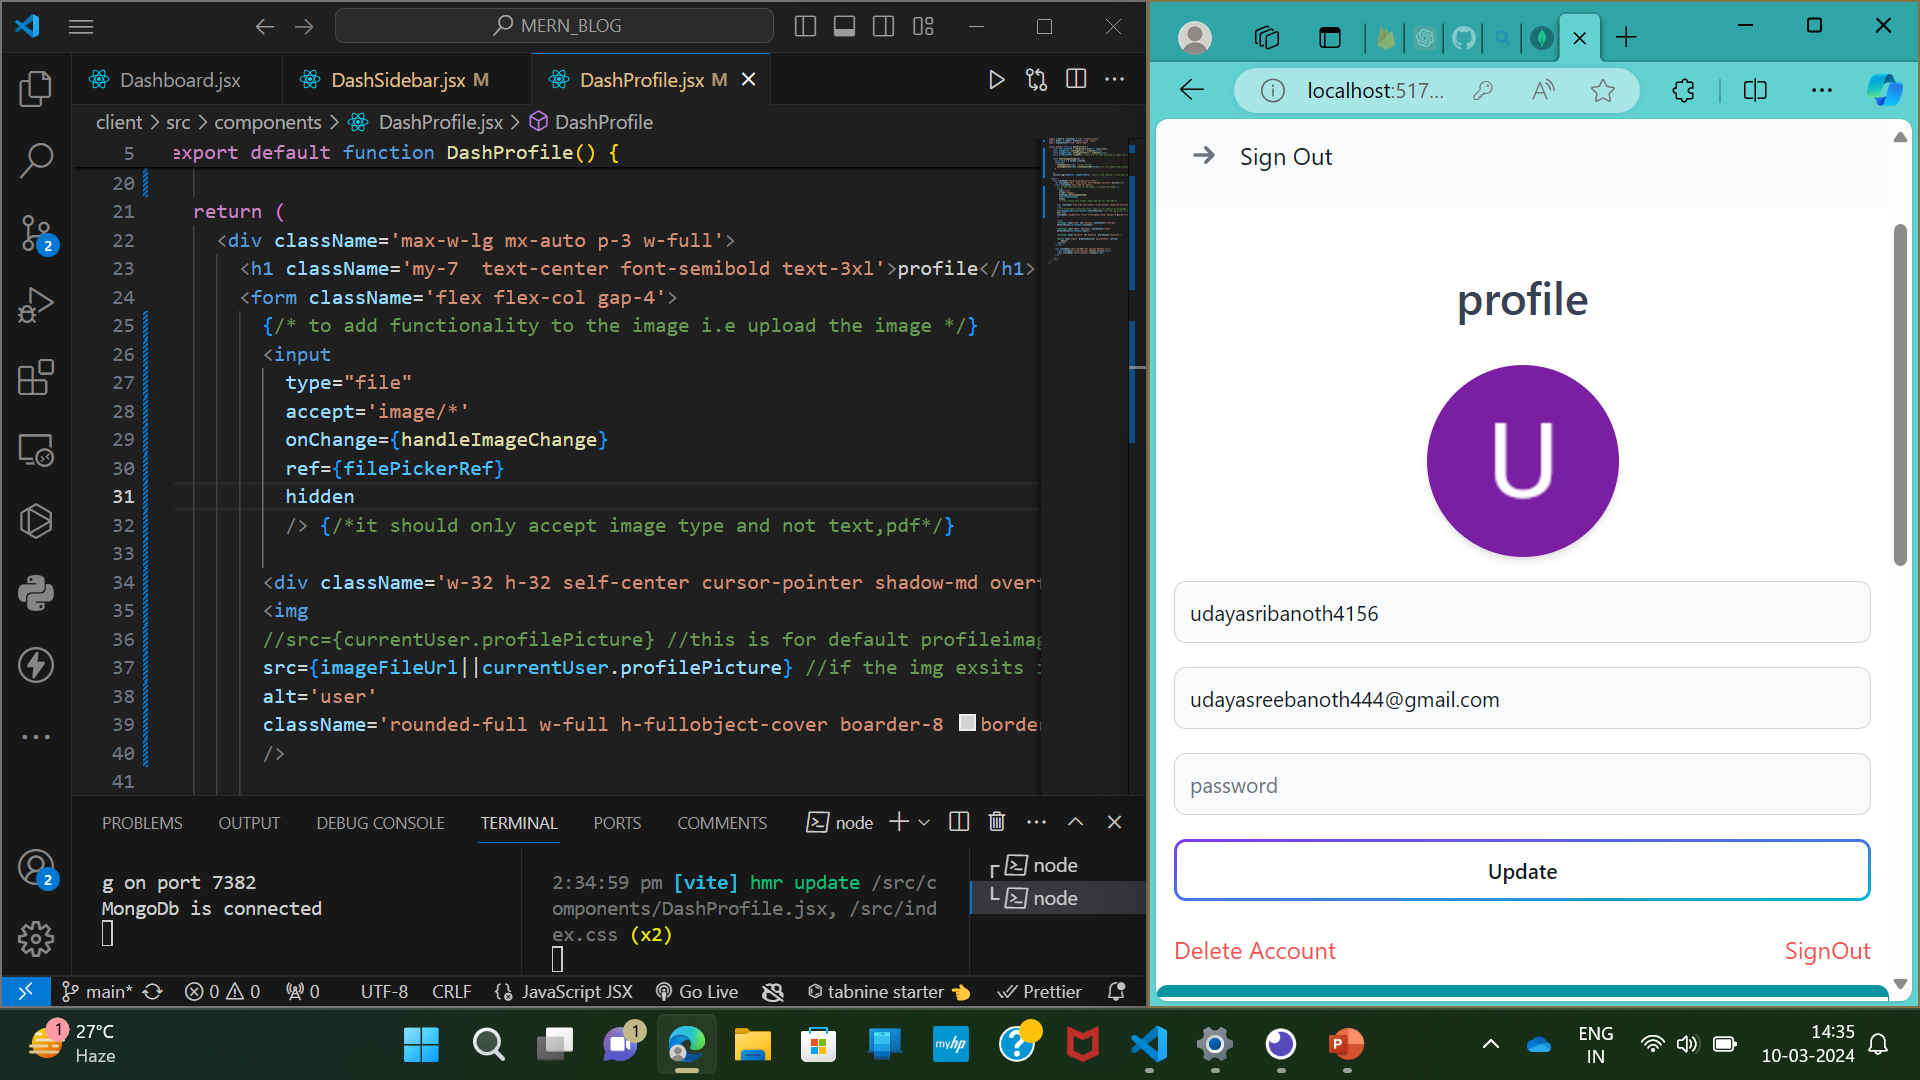 MERN_BLOG
Dashboard.jsx
DashSidebar.jsx M
DashProfile.jsx M
client > src > components > DashProfile.jsx > DashProfile
5 export default function DashProfile() {
20
21 return (
22 <div className='max-w-lg mx-auto p-3 w-full'>
23 <h1 className='my-7  text-center font-semibold text-3xl'>profile</h1>
24 <form className='flex flex-col gap-4'>
25 {/* to add functionality to the image i.e upload the image */}
26 <input
27 type="file"
28 accept='image/*'
29 onChange={handleImageChange}
30 ref={filePickerRef}
31 hidden
32 /> {/*it should only accept image type and not text,pdf*/}
33
34 <div className='w-32 h-32 self-center cursor-pointer shadow-md overf
35 <img
36 //src={currentUser.profilePicture} //this is for default profileimag
37 src={imageFileUrl||currentUser.profilePicture} //if the img exsits
38 alt='user'
39 className='rounded-full w-full h-fullobject-cover boarder-8 border
40 />
41
2
2
PROBLEMS OUTPUT DEBUG CONSOLE TERMINAL PORTS COMMENTS node
g on port 7382
MongoDb is connected
2:34:59 pm [vite] hmr update /src/c
omponents/DashProfile.jsx, /src/ind
ex.css (x2)
node
node
main* 0 0 0 UTF-8 CRLF JavaScript JSX Go Live tabnine starter Prettier
localhost:517...
Sign Out
profile
U
udayasribanoth4156
udayasreebanoth444@gmail.com
password
Update
Delete Account SignOut
1
27°C
Haze
1
myhp
ENG
IN
14:35
10-03-2024